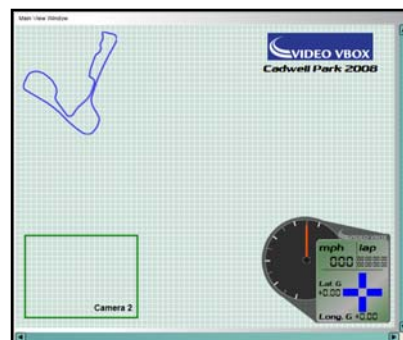 Main View Window
VIDEO VBOX
Cadwell Park 2008
mph lap
000
Lat. G
+0.00
Long. G +0.00
Camera 2